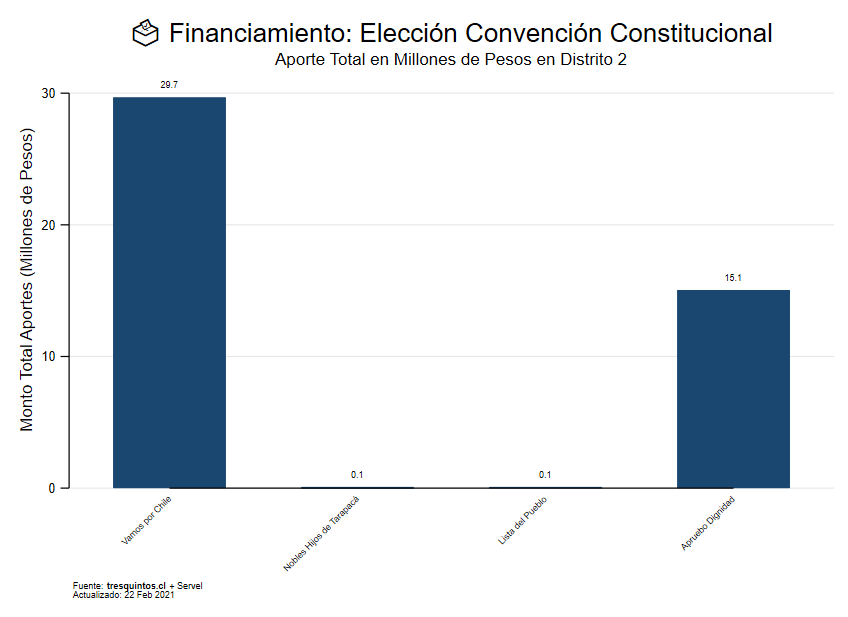 Financiamiento: Elección Convención Constitucional
Aporte Total en Millones de Pesos en Distrito 2
Monto Total Aportes (Millones de Pesos)
30
20
10
0
29.7
0.1
0.1
15.1
Vamos por Chile
Nobles Hijos de Tarapacá
Lista del Pueblo
Apruebo Dignidad
Fuente: tresquintos.cl + Servel
Actualizado: 22 Feb 2021